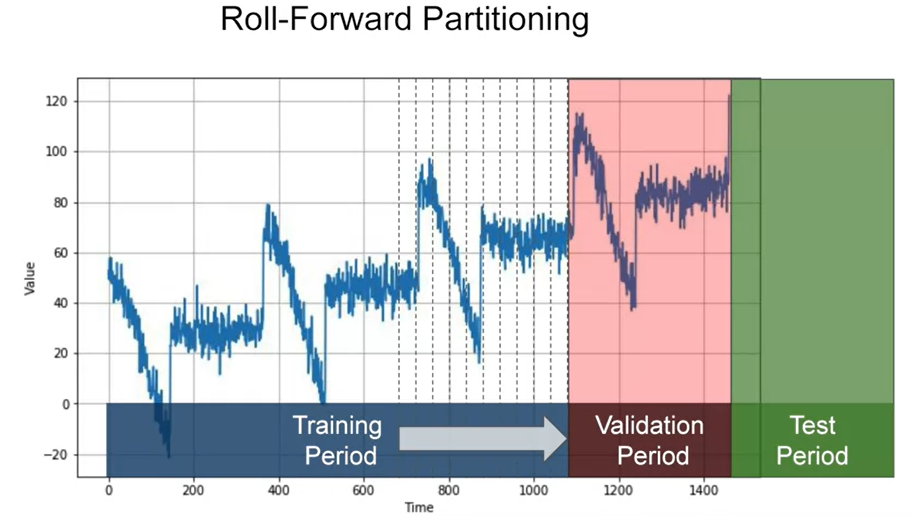 Roll-Forward Partitioning
120
100
80
60
40
20
0
−20
Value
Training
Period
Validation
Period
Test
Period
0 200 400 600 800 1000 1200 1400
Time